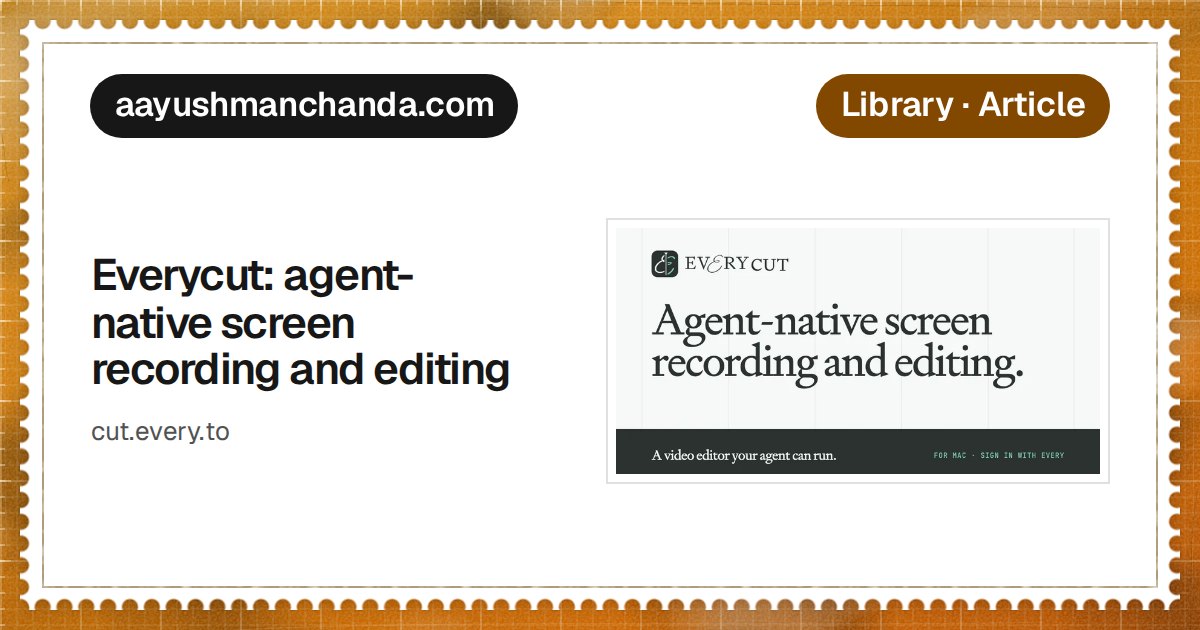 aayushmanchanda.com
Library · Article
Everycut: agent-
native screen
recording and editing
cut.every.to
EVERY CUT
Agent-native screen
recording and editing.
A video editor your agent can run.
FOR MAC · SIGN IN WITH EVERY